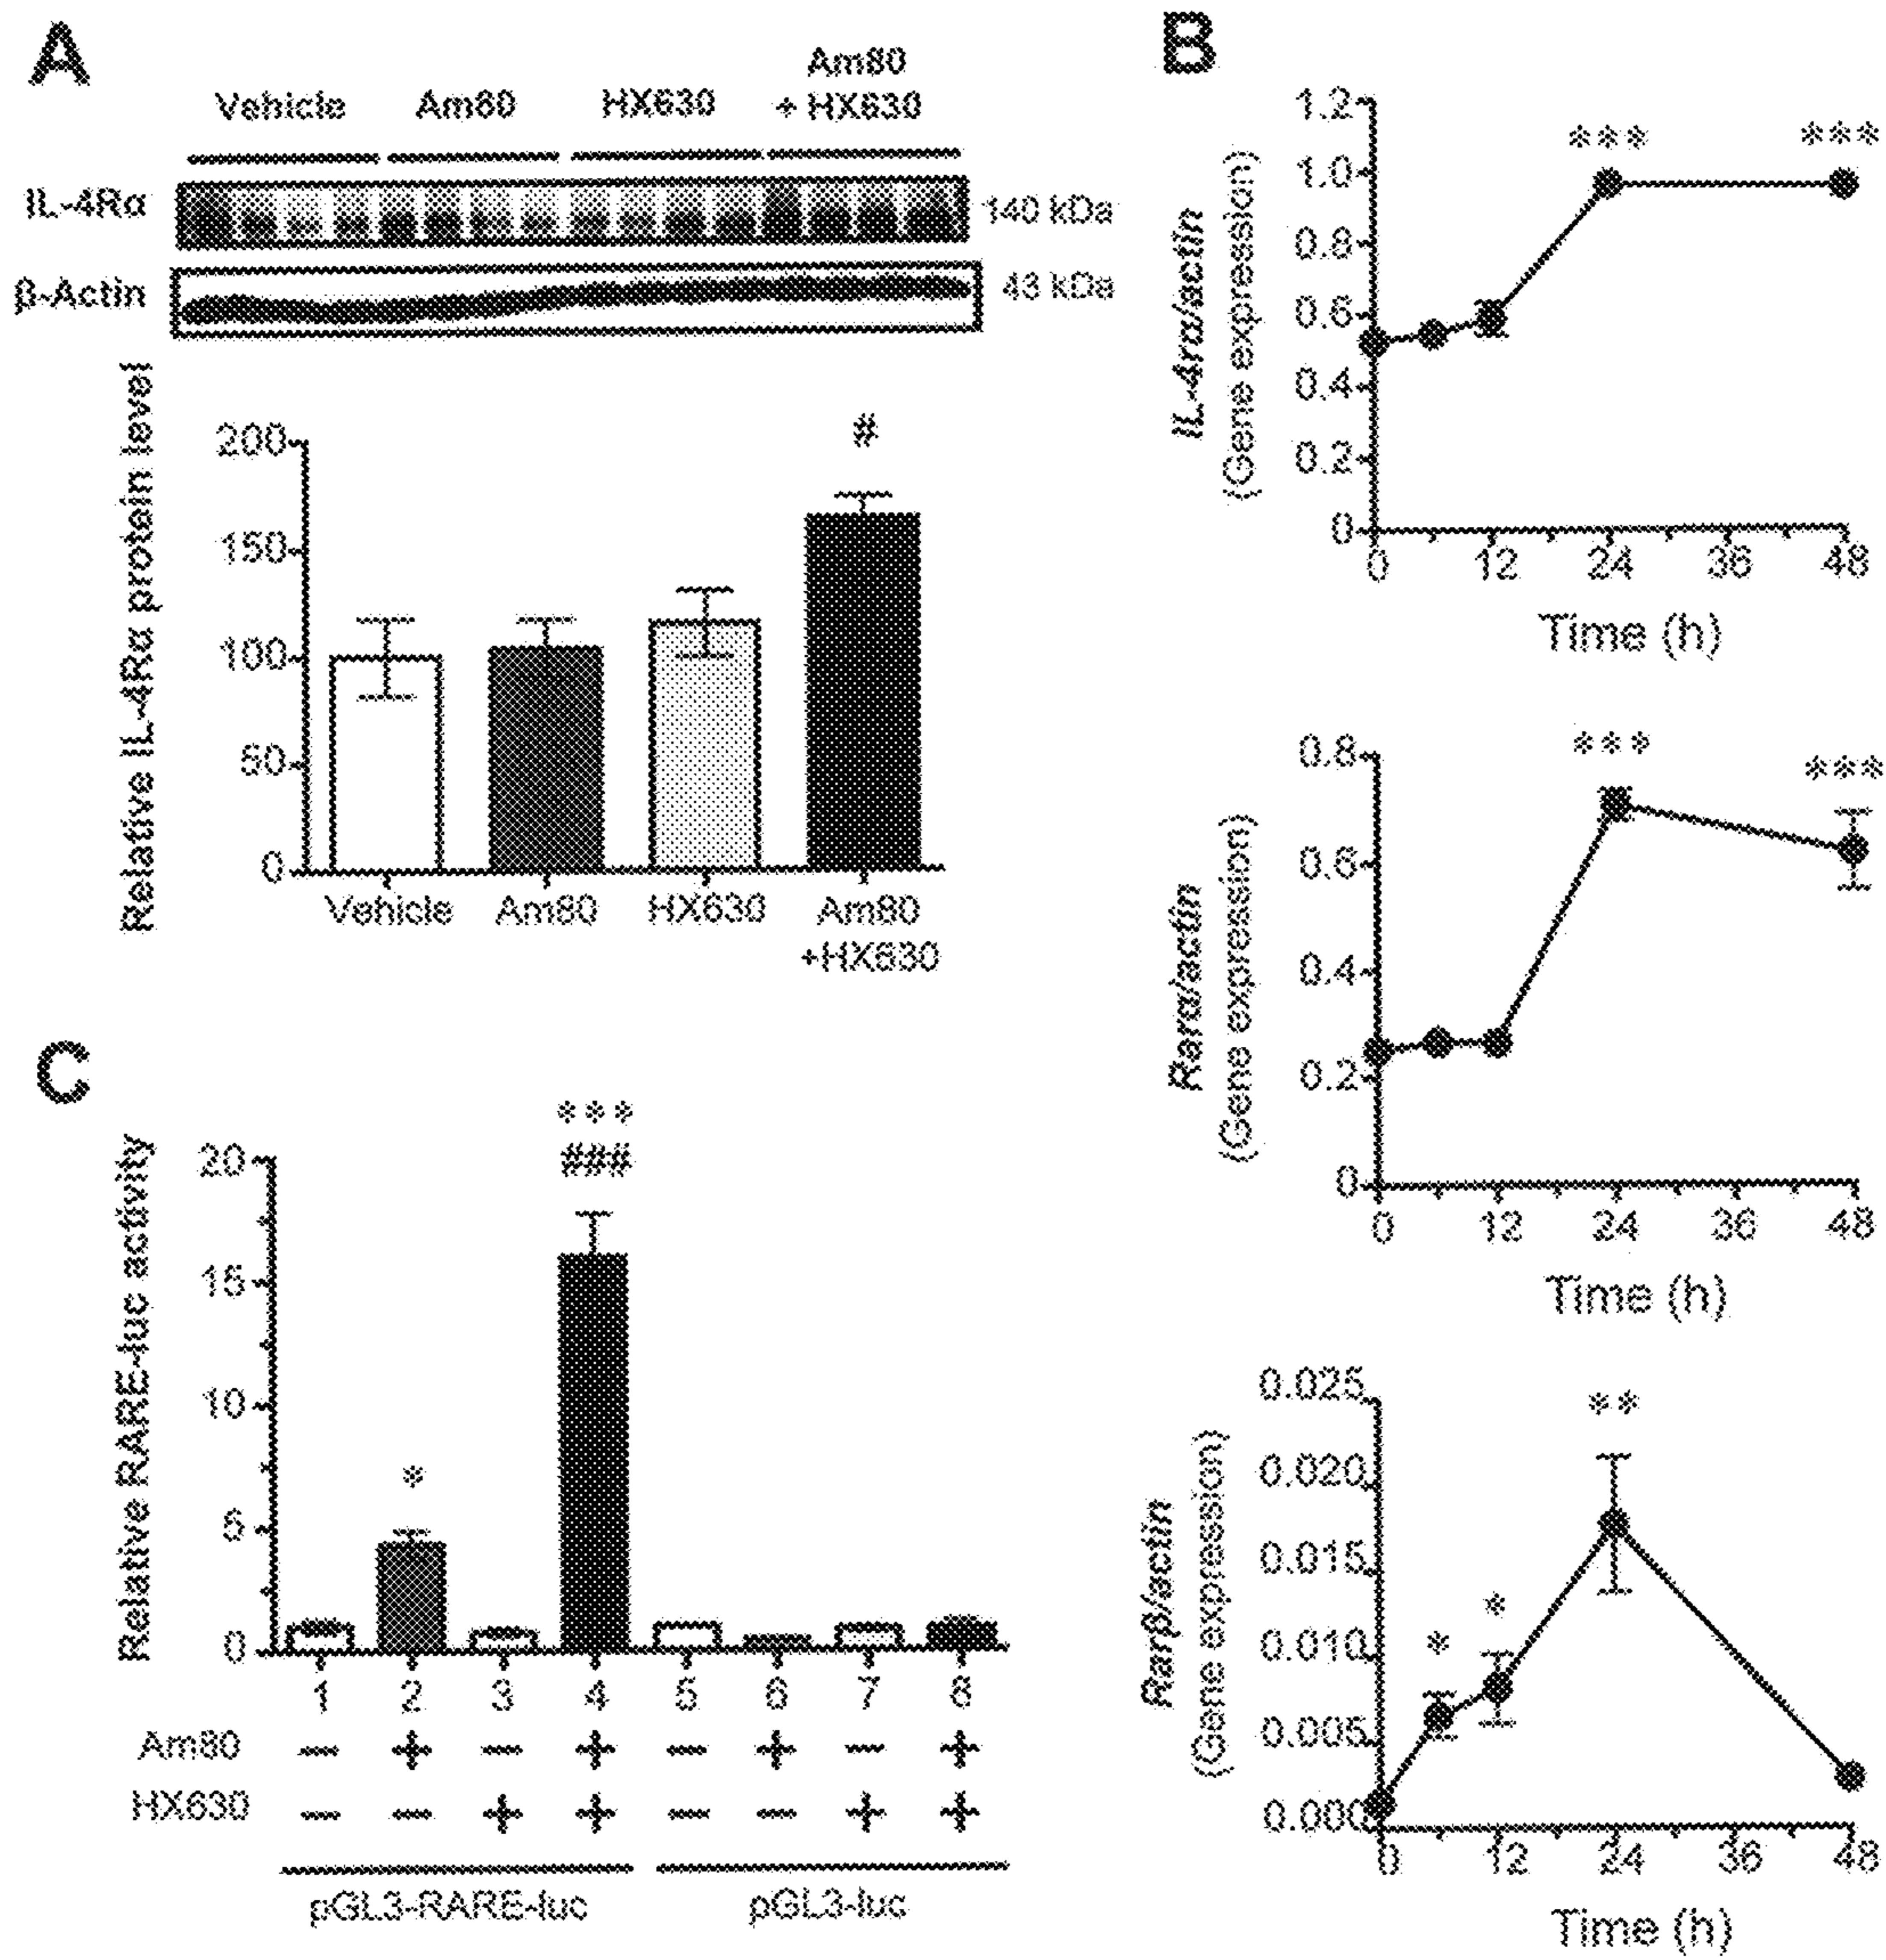 A
Vehicle
Am80
HX630
Am80
+ HX630
IL-4Rα
140 kDa
β-Actin
43 kDa
Relative IL-4Rα protein level
200
150
100
50
0
#
Vehicle
Am80
HX630
Am80
+HX630
B
IL-4rα/actin
(Gene expression)
1.2
1.0
0.8
0.6
0.4
0.2
0
***
***
0 12 24 36 48
Time (h)
Rarα/actin
(Gene expression)
0.8
0.6
0.4
0.2
0
***
***
0 12 24 36 48
Time (h)
Rarβ/actin
(Gene expression)
0.025
0.020
0.015
0.010
0.005
0.000
*
*
**
0 12 24 36 48
Time (h)
C
Relative RARE-luc activity
20
15
10
5
0
*
***
###
1 2 3 4 5 6 7 8
Am80 − + − + − + − +
HX630 − − + + − − + +
pGL3-RARE-luc
pGL3-luc